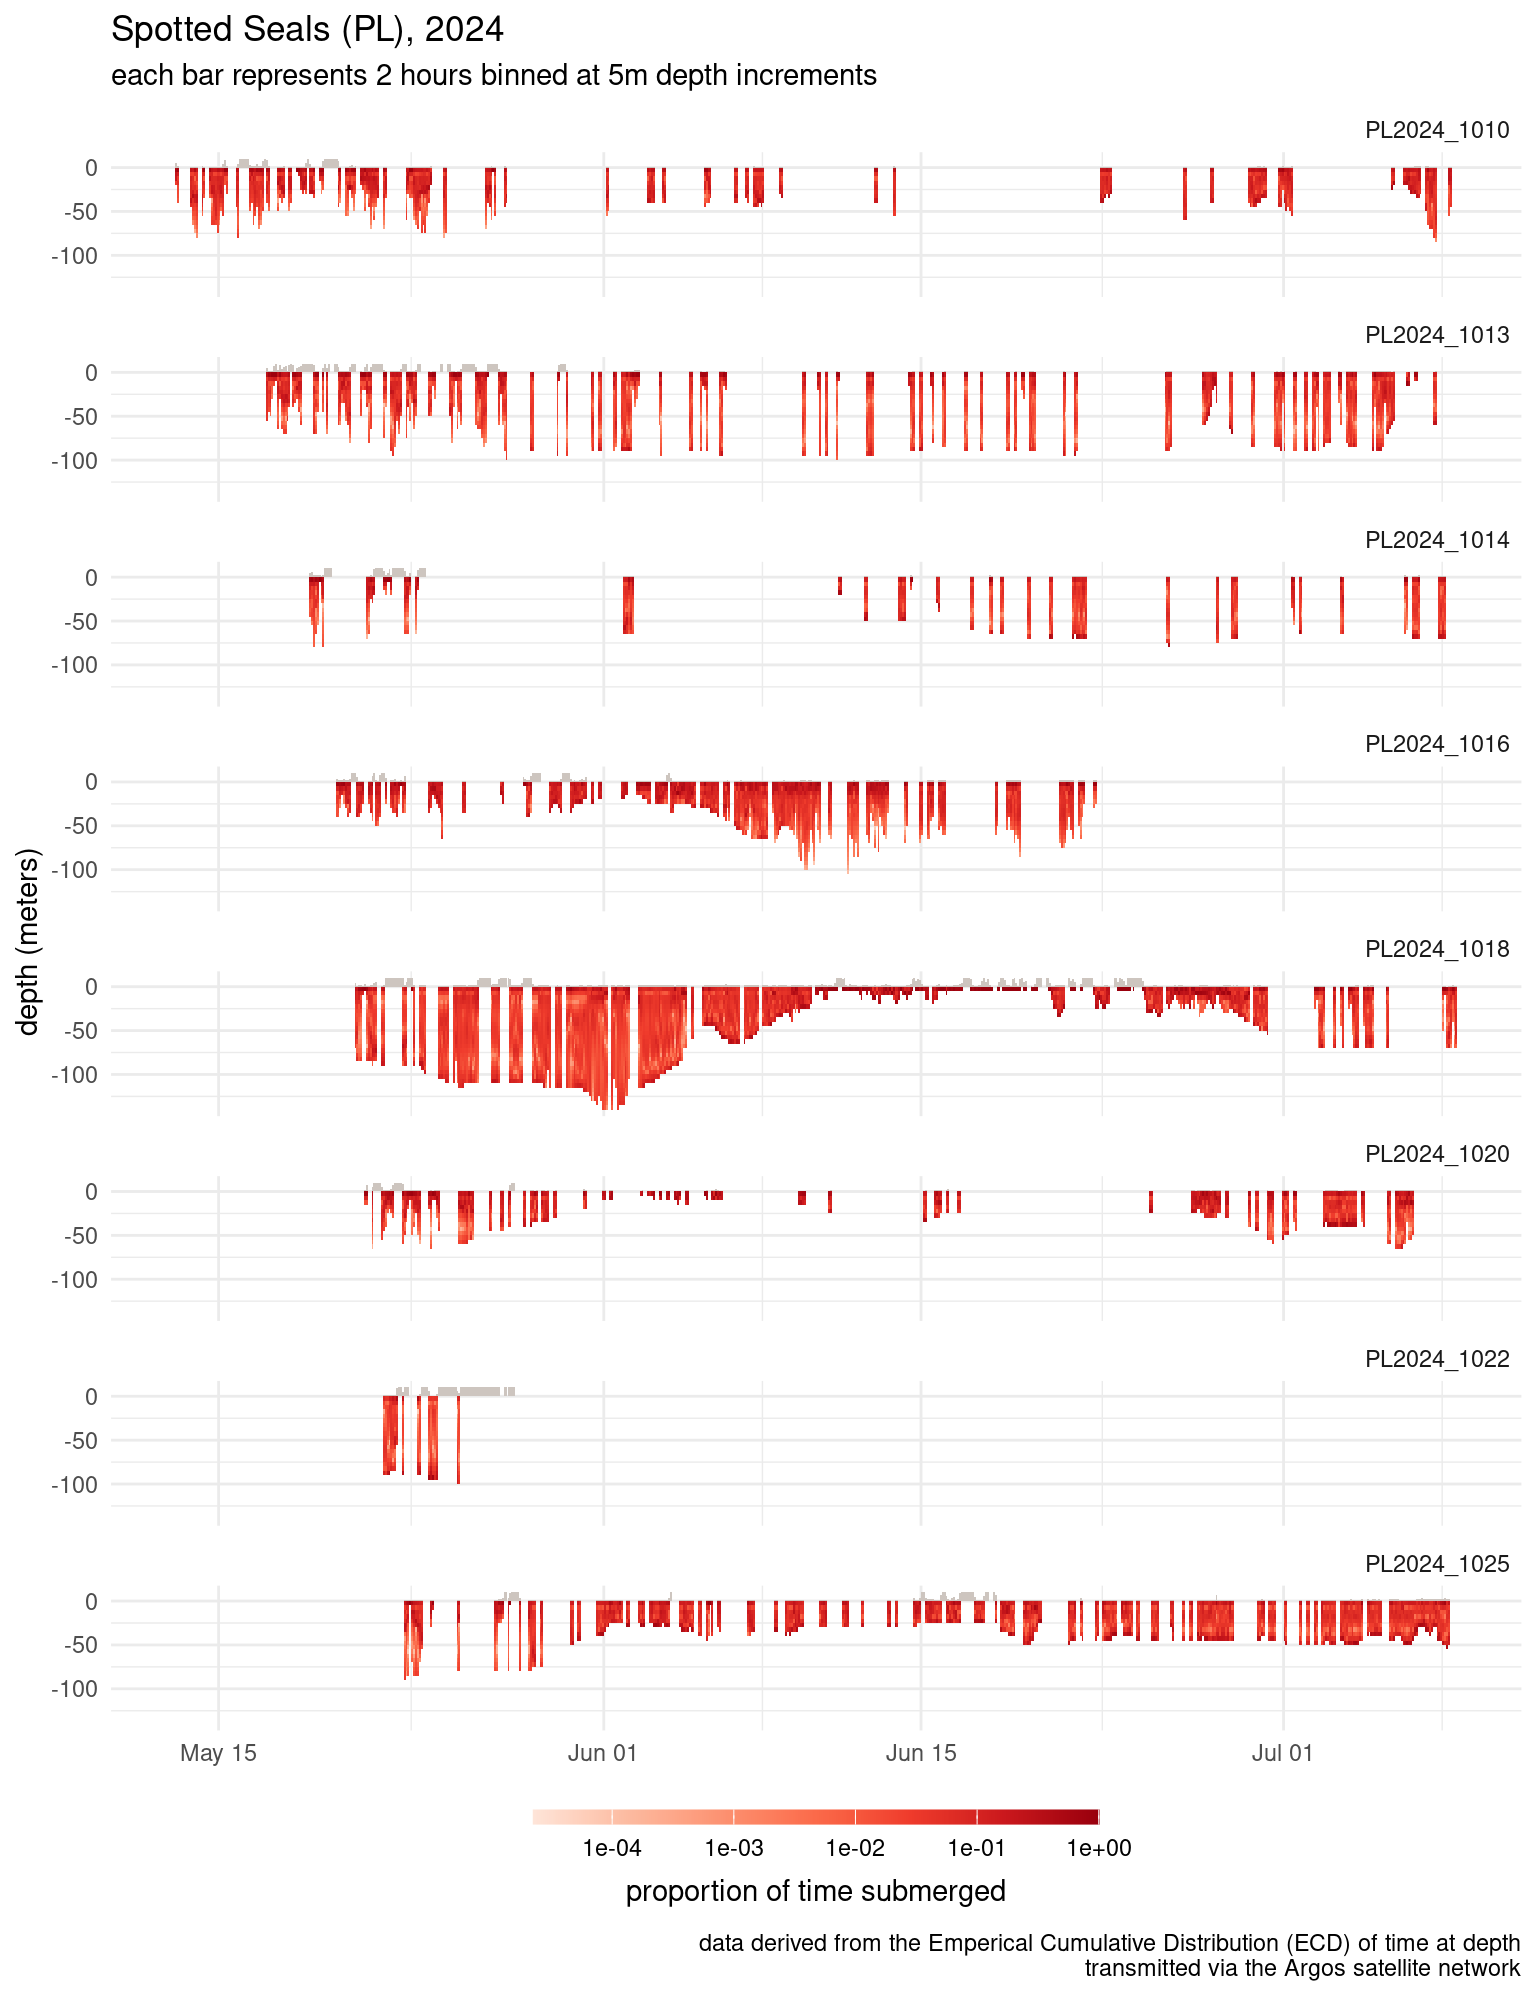 Spotted Seals (PL), 2024
each bar represents 2 hours binned at 5m depth increments
PL2024_1010
0
-50
-100
PL2024_1013
0
-50
-100
PL2024_1014
0
-50
-100
PL2024_1016
0
-50
-100
depth (meters)
PL2024_1018
0
-50
-100
PL2024_1020
0
-50
-100
PL2024_1022
0
-50
-100
PL2024_1025
0
-50
-100
May 15 Jun 01 Jun 15 Jul 01
1e-04 1e-03 1e-02 1e-01 1e+00
proportion of time submerged
data derived from the Emperical Cumulative Distribution (ECD) of time at depth
transmitted via the Argos satellite network